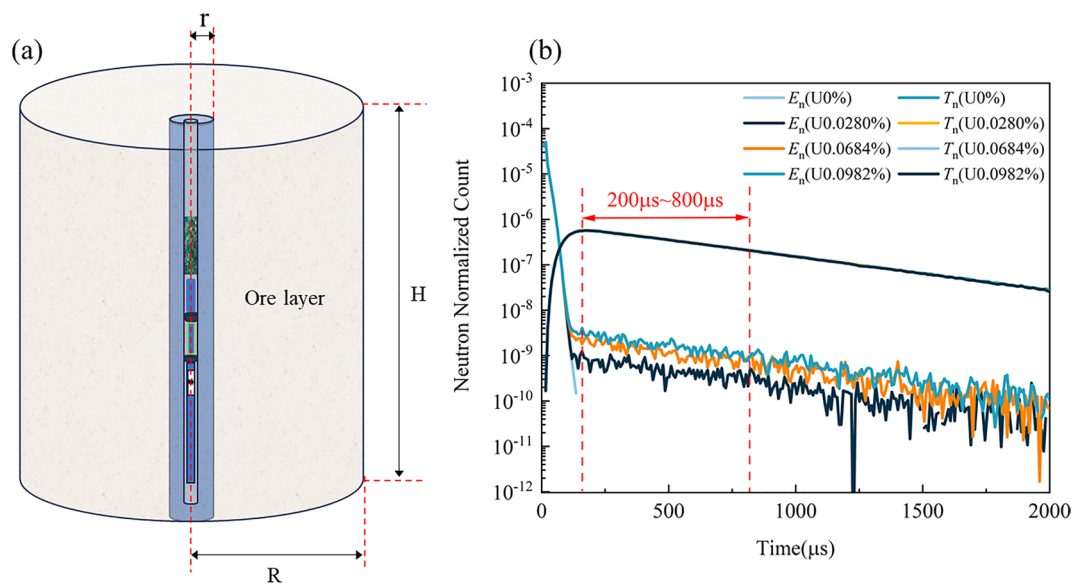 (a)
r
Ore layer
H
R
(b)
Neutron Normalized Count
10-3
10-4
10-5
10-6
10-7
10-8
10-9
10-10
10-11
10-12
En(U0%)
Tn(U0%)
En(U0.0280%)
Tn(U0.0280%)
En(U0.0684%)
Tn(U0.0684%)
En(U0.0982%)
Tn(U0.0982%)
200μs~800μs
0
500
1000
1500
2000
Time(μs)